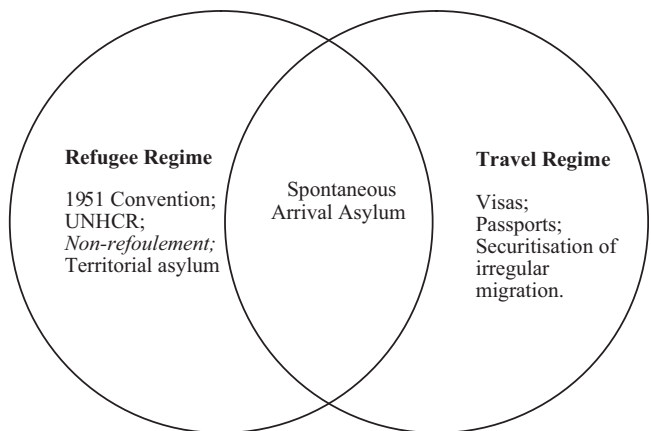 Refugee Regime
1951 Convention;
UNHCR;
Non-refoulement;
Territorial asylum
Spontaneous
Arrival Asylum
Travel Regime
Visas;
Passports;
Securitisation of
irregular
migration.